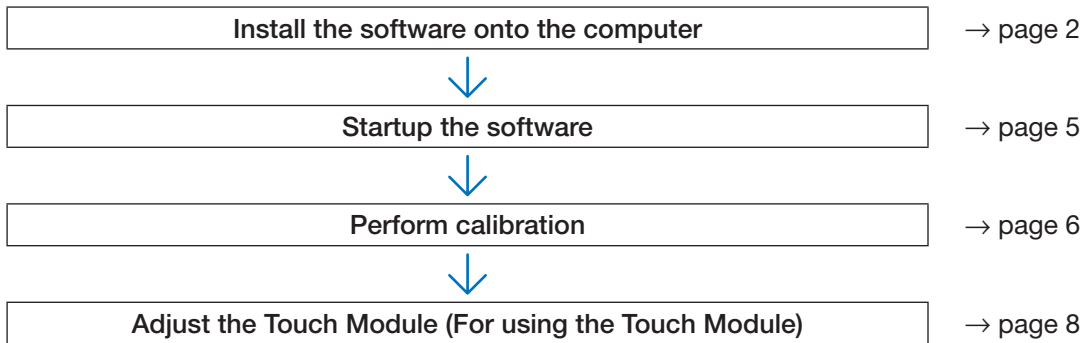 Install the software onto the computer → page 2
Startup the software → page 5
Perform calibration → page 6
Adjust the Touch Module (For using the Touch Module) → page 8